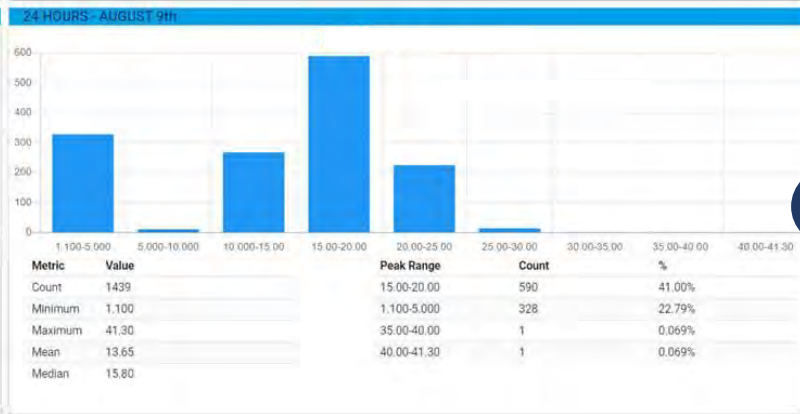 24 HOURS - AUGUST 9th
600
500
400
300
200
100
0
1.100-5.000 5.000-10.000 10.000-15.00 15.00-20.00 20.00-25.00 25.00-30.00 30.00-35.00 35.00-40.00 40.00-41.30
Metric Value Peak Range Count %
Count 1439 15.00-20.00 590 41.00%
Minimum 1.100 1.100-5.000 328 22.79%
Maximum 41.30 35.00-40.00 1 0.069%
Mean 13.65 40.00-41.30 1 0.069%
Median 15.80